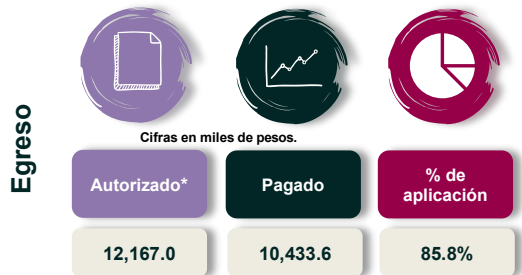 Egreso
Cifras en miles de pesos.
Autorizado*
Pagado
% de
aplicación
12,167.0
10,433.6
85.8%